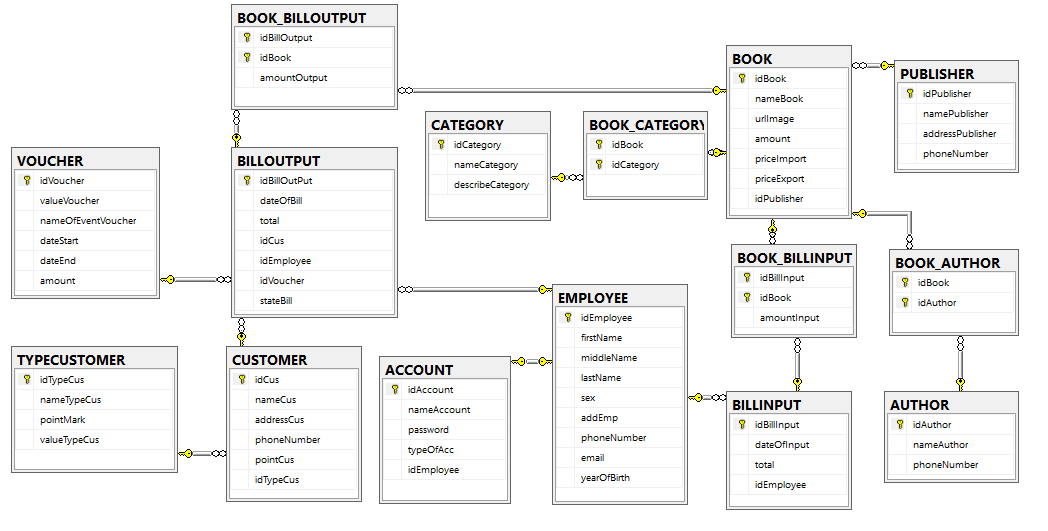 BOOK_BILLOUTPUT
idBillOutput
idBook
amountOutput
BOOK
idBook
nameBook
urlImage
amount
priceImport
priceExport
idPublisher
PUBLISHER
idPublisher
namePublisher
addressPublisher
phoneNumber
CATEGORY
idCategory
nameCategory
describeCategory
BOOK_CATEGORY
idBook
idCategory
VOUCHER
idVoucher
valueVoucher
nameOfEventVoucher
dateStart
dateEnd
amount
BILLOUTPUT
idBillOutPut
dateOfBill
total
idCus
idEmployee
idVoucher
stateBill
BOOK_BILLINPUT
idBillInput
idBook
amountInput
BOOK_AUTHOR
idBook
idAuthor
EMPLOYEE
idEmployee
firstName
middleName
lastName
sex
addEmp
phoneNumber
email
yearOfBirth
TYPECUSTOMER
idTypeCus
nameTypeCus
pointMark
valueTypeCus
CUSTOMER
idCus
nameCus
addressCus
phoneNumber
pointCus
idTypeCus
ACCOUNT
idAccount
nameAccount
password
typeOfAcc
idEmployee
BILLINPUT
idBillInput
dateOfInput
total
idEmployee
AUTHOR
idAuthor
nameAuthor
phoneNumber